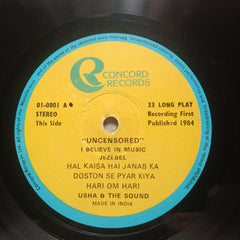 CONCORD
RECORDS
01-0001 A
STEREO
This Side
33 LONG PLAY
Recording First
Published 1984
"UNCENSORED"
I BELIEVE IN MUSIC
JEZEBEL
HAL KAISA HAI JANAB KA
DOSTON SE PYAR KIYA
HARI OM HARI
USHA & THE SOUND
MADE IN INDIA